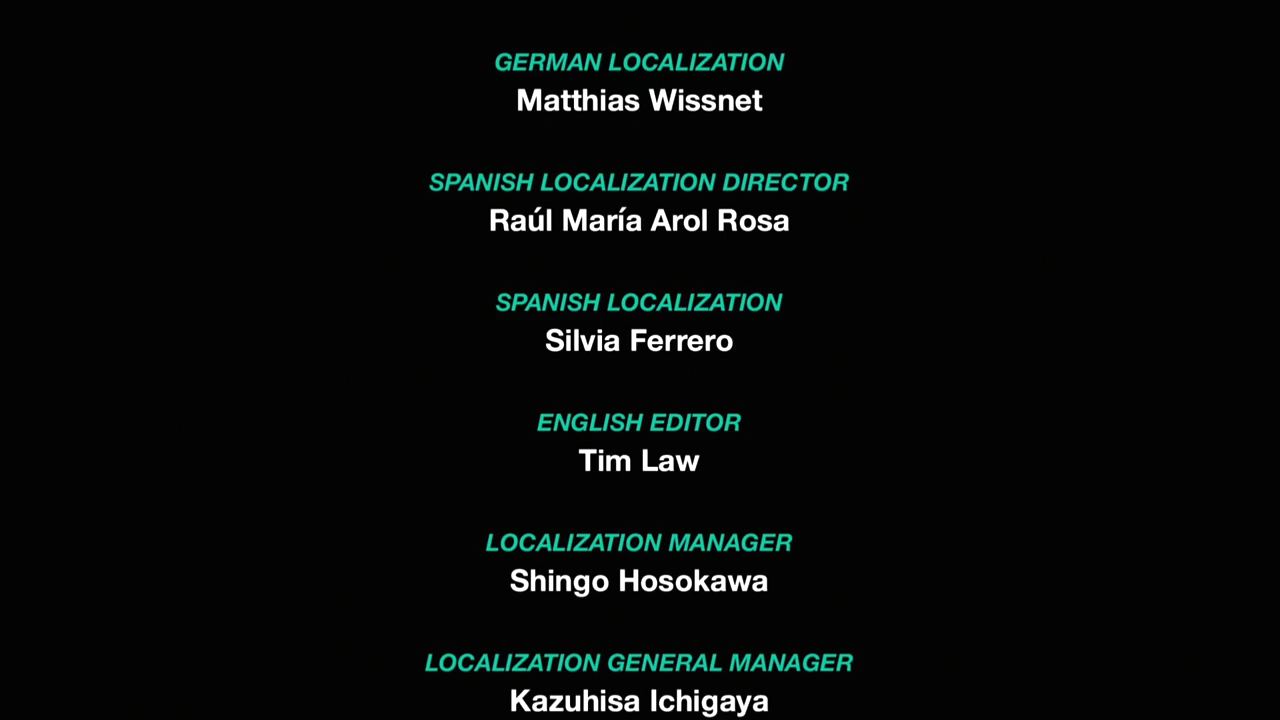 GERMAN LOCALIZATION
Matthias Wissnet
SPANISH LOCALIZATION DIRECTOR
Raúl María Arol Rosa
SPANISH LOCALIZATION
Silvia Ferrero
ENGLISH EDITOR
Tim Law
LOCALIZATION MANAGER
Shingo Hosokawa
LOCALIZATION GENERAL MANAGER
Kazuhisa Ichigaya